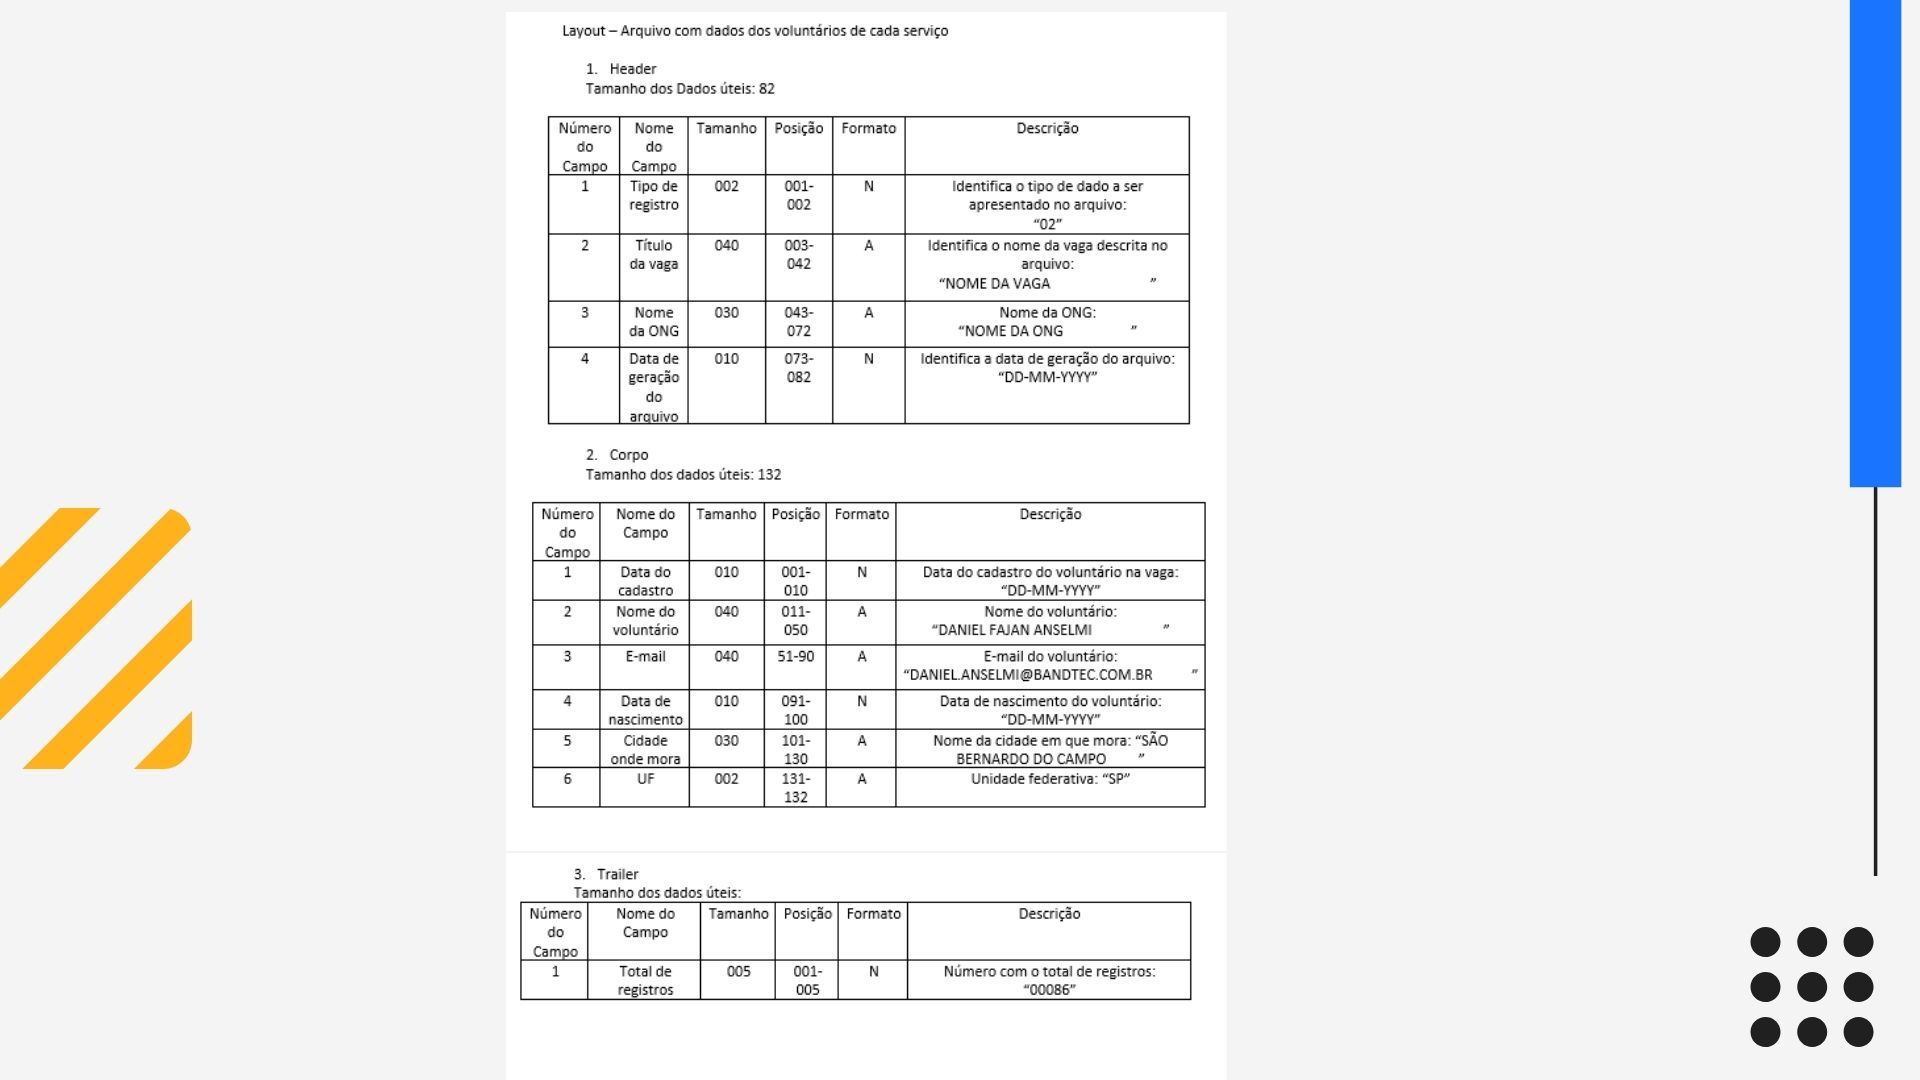 Layout – Arquivo com dados dos voluntários de cada serviço
1. Header
Tamanho dos Dados úteis: 82
Número do Campo Nome do Campo Tamanho Posição Formato Descrição
1 Tipo de registro 002 001-002 N Identifica o tipo de dado a ser apresentado no arquivo: “02”
2 Título da vaga 040 003-042 A Identifica o nome da vaga descrita no arquivo: “NOME DA VAGA ”
3 Nome da ONG 030 043-072 A Nome da ONG: “NOME DA ONG ”
4 Data de geração do arquivo 010 073-082 N Identifica a data de geração do arquivo: “DD-MM-YYYY”
2. Corpo
Tamanho dos dados úteis: 132
Número do Campo Nome do Campo Tamanho Posição Formato Descrição
1 Data do cadastro 010 001-010 N Data do cadastro do voluntário na vaga: “DD-MM-YYYY”
2 Nome do voluntário 040 011-050 A Nome do voluntário: “DANIEL FAJAN ANSELMI ”
3 E-mail 040 51-90 A E-mail do voluntário: “DANIEL.ANSELMI@BANDTEC.COM.BR ”
4 Data de nascimento 010 091-100 N Data de nascimento do voluntário: “DD-MM-YYYY”
5 Cidade onde mora 030 101-130 A Nome da cidade em que mora: “SÃO BERNARDO DO CAMPO ”
6 UF 002 131-132 A Unidade federativa: “SP”
3. Trailer
Tamanho dos dados úteis:
Número do Campo Nome do Campo Tamanho Posição Formato Descrição
1 Total de registros 005 001-005 N Número com o total de registros: “00086”